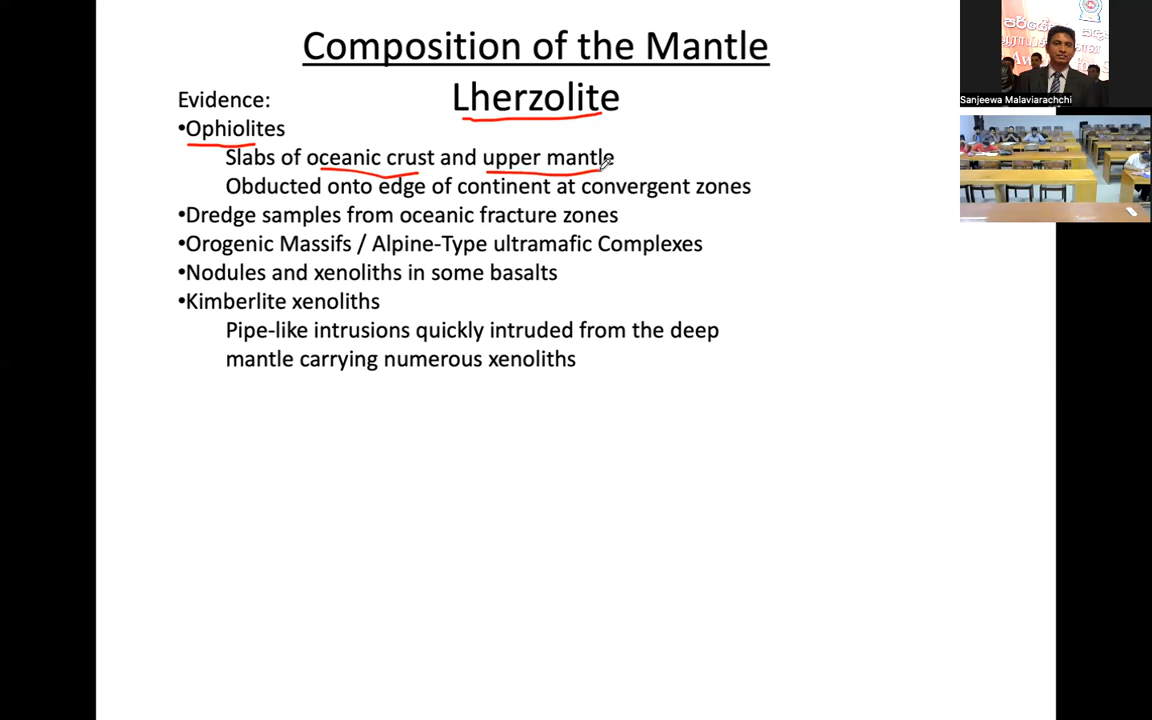 Composition of the Mantle
Lherzolite
Evidence:
•Ophiolites
Slabs of oceanic crust and upper mantle
Obducted onto edge of continent at convergent zones
•Dredge samples from oceanic fracture zones
•Orogenic Massifs / Alpine-Type ultramafic Complexes
•Nodules and xenoliths in some basalts
•Kimberlite xenoliths
Pipe-like intrusions quickly intruded from the deep
mantle carrying numerous xenoliths
Sanjeewa Malaviarachchi